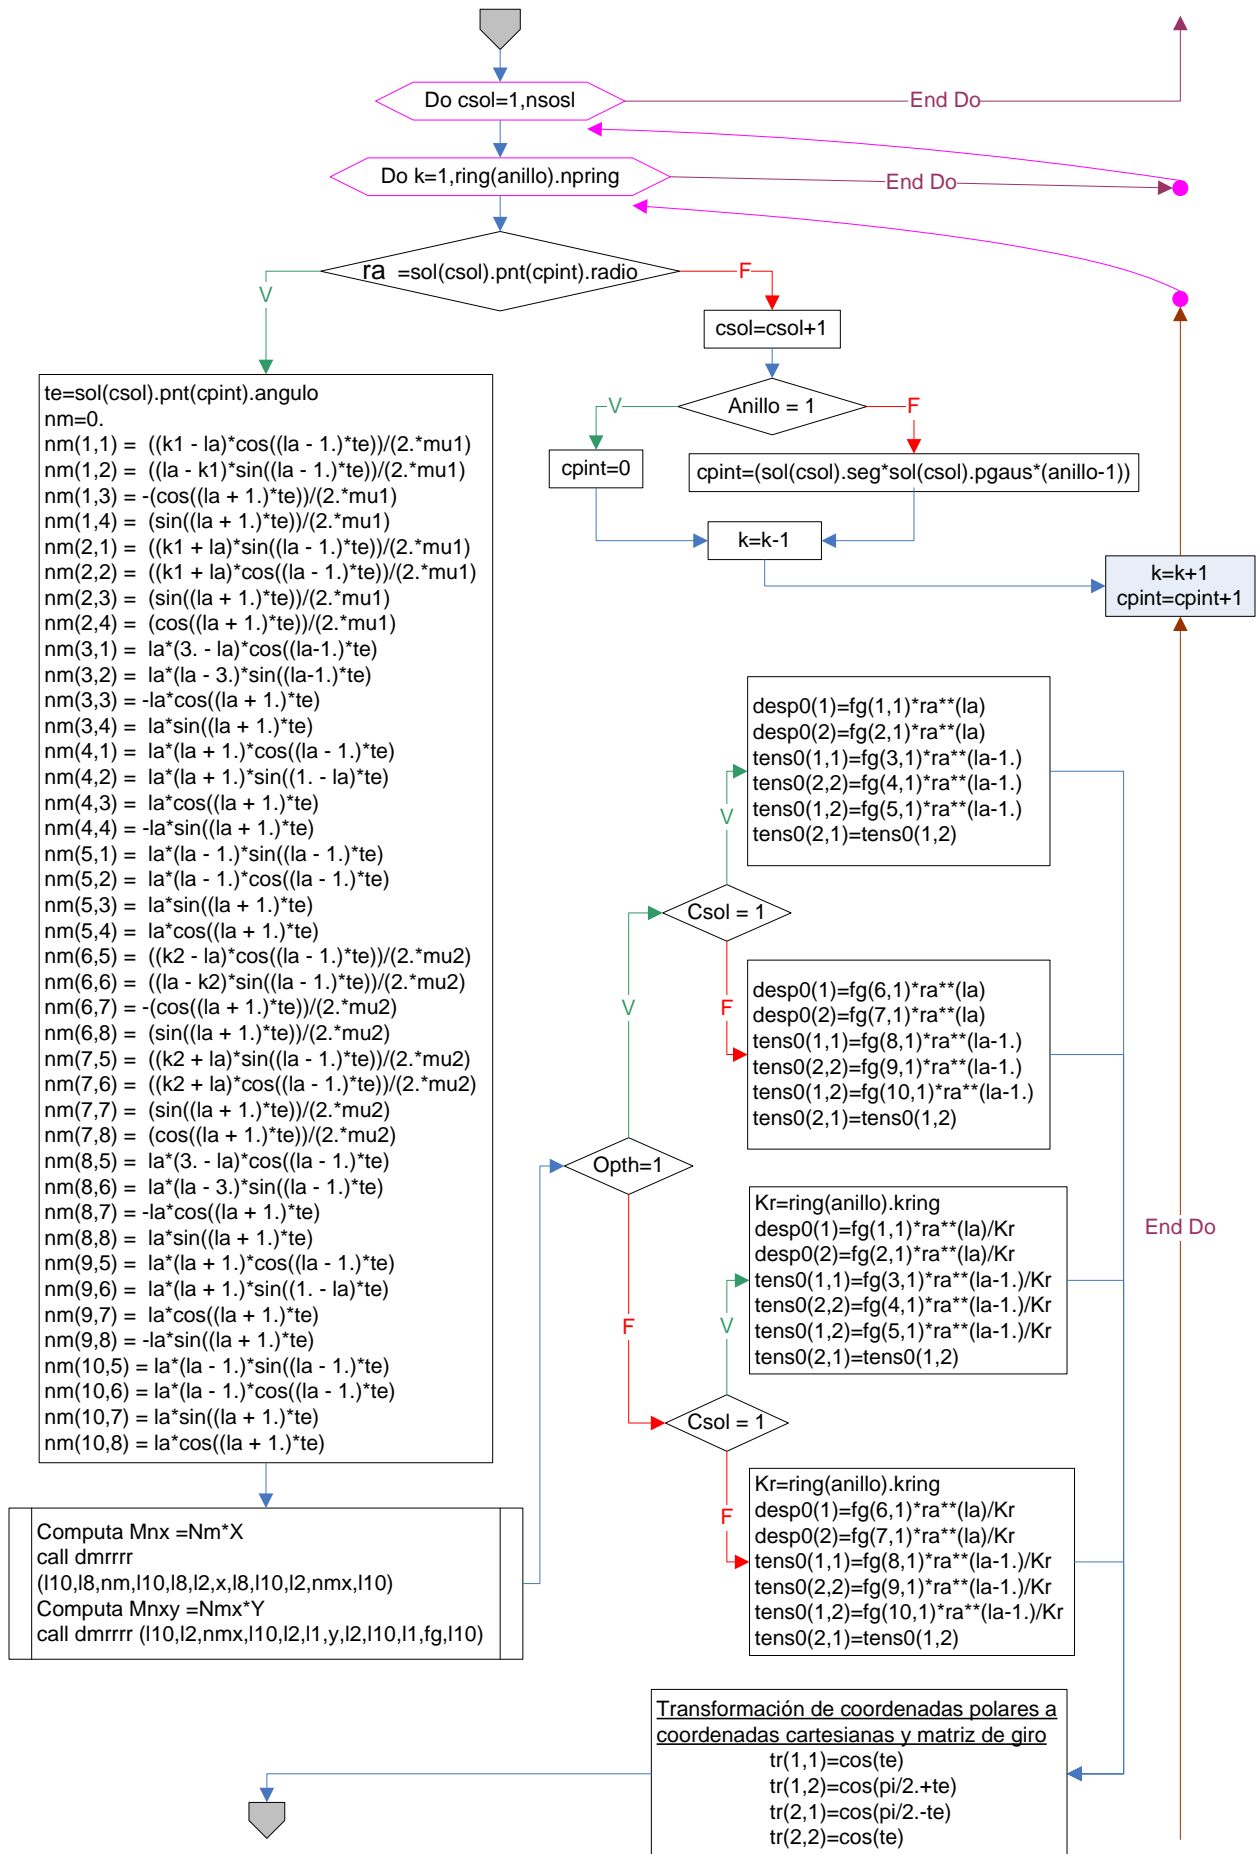 Do csol=1,nsosl
End Do
Do k=1,ring(anillo).npring
End Do
ra =sol(csol).pnt(cpint).radio
V
F
csol=csol+1
Anillo = 1
V
F
cpint=0
cpint=(sol(csol).seg*sol(csol).pgaus*(anillo-1))
k=k-1
k=k+1
cpint=cpint+1
te=sol(csol).pnt(cpint).angulo
nm=0.
nm(1,1) =  ((k1 - la)*cos((la - 1.)*te))/(2.*mu1)
nm(1,2) =  ((la - k1)*sin((la - 1.)*te))/(2.*mu1)
nm(1,3) = -(cos((la + 1.)*te))/(2.*mu1)
nm(1,4) =  (sin((la + 1.)*te))/(2.*mu1)
nm(2,1) =  ((k1 + la)*sin((la - 1.)*te))/(2.*mu1)
nm(2,2) =  ((k1 + la)*cos((la - 1.)*te))/(2.*mu1)
nm(2,3) =  (sin((la + 1.)*te))/(2.*mu1)
nm(2,4) =  (cos((la + 1.)*te))/(2.*mu1)
nm(3,1) =  la*(3. - la)*cos((la-1.)*te)
nm(3,2) =  la*(la - 3.)*sin((la-1.)*te)
nm(3,3) = -la*cos((la + 1.)*te)
nm(3,4) =  la*sin((la + 1.)*te)
nm(4,1) =  la*(la + 1.)*cos((la - 1.)*te)
nm(4,2) =  la*(la + 1.)*sin((1. - la)*te)
nm(4,3) =  la*cos((la + 1.)*te)
nm(4,4) = -la*sin((la + 1.)*te)
nm(5,1) =  la*(la - 1.)*sin((la - 1.)*te)
nm(5,2) =  la*(la - 1.)*cos((la - 1.)*te)
nm(5,3) =  la*sin((la + 1.)*te)
nm(5,4) =  la*cos((la + 1.)*te)
nm(6,5) =  ((k2 - la)*cos((la - 1.)*te))/(2.*mu2)
nm(6,6) =  ((la - k2)*sin((la - 1.)*te))/(2.*mu2)
nm(6,7) = -(cos((la + 1.)*te))/(2.*mu2)
nm(6,8) =  (sin((la + 1.)*te))/(2.*mu2)
nm(7,5) =  ((k2 + la)*sin((la - 1.)*te))/(2.*mu2)
nm(7,6) =  ((k2 + la)*cos((la - 1.)*te))/(2.*mu2)
nm(7,7) =  (sin((la + 1.)*te))/(2.*mu2)
nm(7,8) =  (cos((la + 1.)*te))/(2.*mu2)
nm(8,5) =  la*(3. - la)*cos((la - 1.)*te)
nm(8,6) =  la*(la - 3.)*sin((la - 1.)*te)
nm(8,7) = -la*cos((la + 1.)*te)
nm(8,8) =  la*sin((la + 1.)*te)
nm(9,5) =  la*(la + 1.)*cos((la - 1.)*te)
nm(9,6) =  la*(la + 1.)*sin((1. - la)*te)
nm(9,7) =  la*cos((la + 1.)*te)
nm(9,8) = -la*sin((la + 1.)*te)
nm(10,5) = la*(la - 1.)*sin((la - 1.)*te)
nm(10,6) = la*(la - 1.)*cos((la - 1.)*te)
nm(10,7) = la*sin((la + 1.)*te)
nm(10,8) = la*cos((la + 1.)*te)
Computa Mnx =Nm*X
call dmrrrr
(l10,l8,nm,l10,l8,l2,x,l8,l10,l2,nmx,l10)
Computa Mnxy =Nmx*Y
call dmrrrr (l10,l2,nmx,l10,l2,l1,y,l2,l10,l1,fg,l10)
Opth=1
V
F
Csol = 1
V
F
desp0(1)=fg(1,1)*ra**(la)
desp0(2)=fg(2,1)*ra**(la)
tens0(1,1)=fg(3,1)*ra**(la-1.)
tens0(2,2)=fg(4,1)*ra**(la-1.)
tens0(1,2)=fg(5,1)*ra**(la-1.)
tens0(2,1)=tens0(1,2)
desp0(1)=fg(6,1)*ra**(la)
desp0(2)=fg(7,1)*ra**(la)
tens0(1,1)=fg(8,1)*ra**(la-1.)
tens0(2,2)=fg(9,1)*ra**(la-1.)
tens0(1,2)=fg(10,1)*ra**(la-1.)
tens0(2,1)=tens0(1,2)
Csol = 1
V
F
Kr=ring(anillo).kring
desp0(1)=fg(1,1)*ra**(la)/Kr
desp0(2)=fg(2,1)*ra**(la)/Kr
tens0(1,1)=fg(3,1)*ra**(la-1.)/Kr
tens0(2,2)=fg(4,1)*ra**(la-1.)/Kr
tens0(1,2)=fg(5,1)*ra**(la-1.)/Kr
tens0(2,1)=tens0(1,2)
Kr=ring(anillo).kring
desp0(1)=fg(6,1)*ra**(la)/Kr
desp0(2)=fg(7,1)*ra**(la)/Kr
tens0(1,1)=fg(8,1)*ra**(la-1.)/Kr
tens0(2,2)=fg(9,1)*ra**(la-1.)/Kr
tens0(1,2)=fg(10,1)*ra**(la-1.)/Kr
tens0(2,1)=tens0(1,2)
End Do
Transformación de coordenadas polares a
coordenadas cartesianas y matriz de giro
tr(1,1)=cos(te)
tr(1,2)=cos(pi/2.+te)
tr(2,1)=cos(pi/2.-te)
tr(2,2)=cos(te)